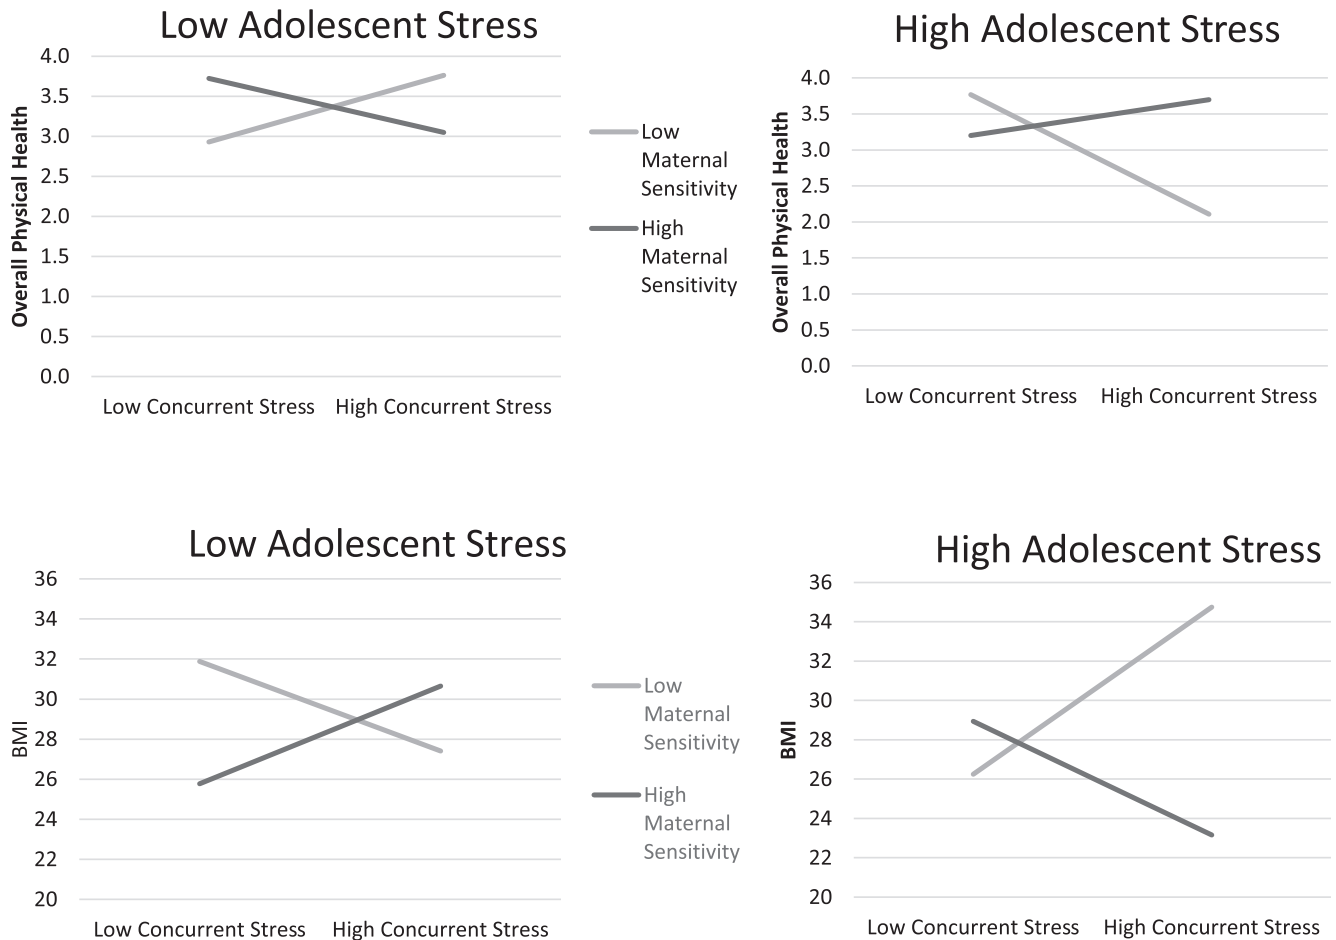 Low Adolescent Stress
4.0
3.5
3.0
2.5
2.0
1.5
1.0
0.5
0.0
Overall Physical Health
Low Concurrent Stress
High Concurrent Stress
Low
Maternal
Sensitivity
High
Maternal
Sensitivity
High Adolescent Stress
4.0
3.5
3.0
2.5
2.0
1.5
1.0
0.5
0.0
Overall Physical Health
Low Concurrent Stress
High Concurrent Stress
Low Adolescent Stress
36
34
32
30
28
26
24
22
20
BMI
Low Concurrent Stress
High Concurrent Stress
Low
Maternal
Sensitivity
High
Maternal
Sensitivity
High Adolescent Stress
36
34
32
30
28
26
24
22
20
BMI
Low Concurrent Stress
High Concurrent Stress